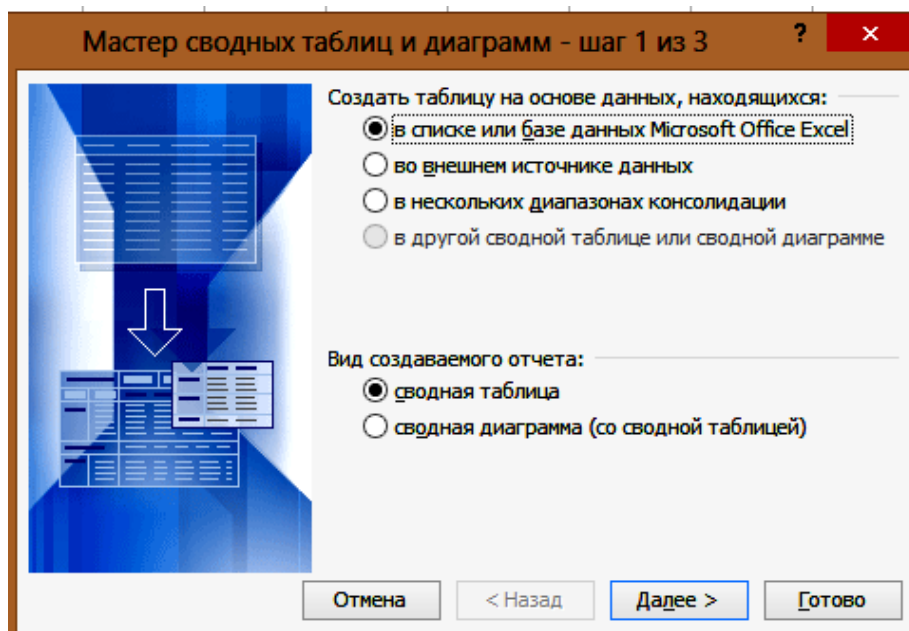 Мастер сводных таблиц и диаграмм - шаг 1 из 3 ? ×
Создать таблицу на основе данных, находящихся:
в списке или базе данных Microsoft Office Excel
во внешнем источнике данных
в нескольких диапазонах консолидации
в другой сводной таблице или сводной диаграмме
Вид создаваемого отчета:
сводная таблица
сводная диаграмма (со сводной таблицей)
Отмена < Назад Далее > Готово